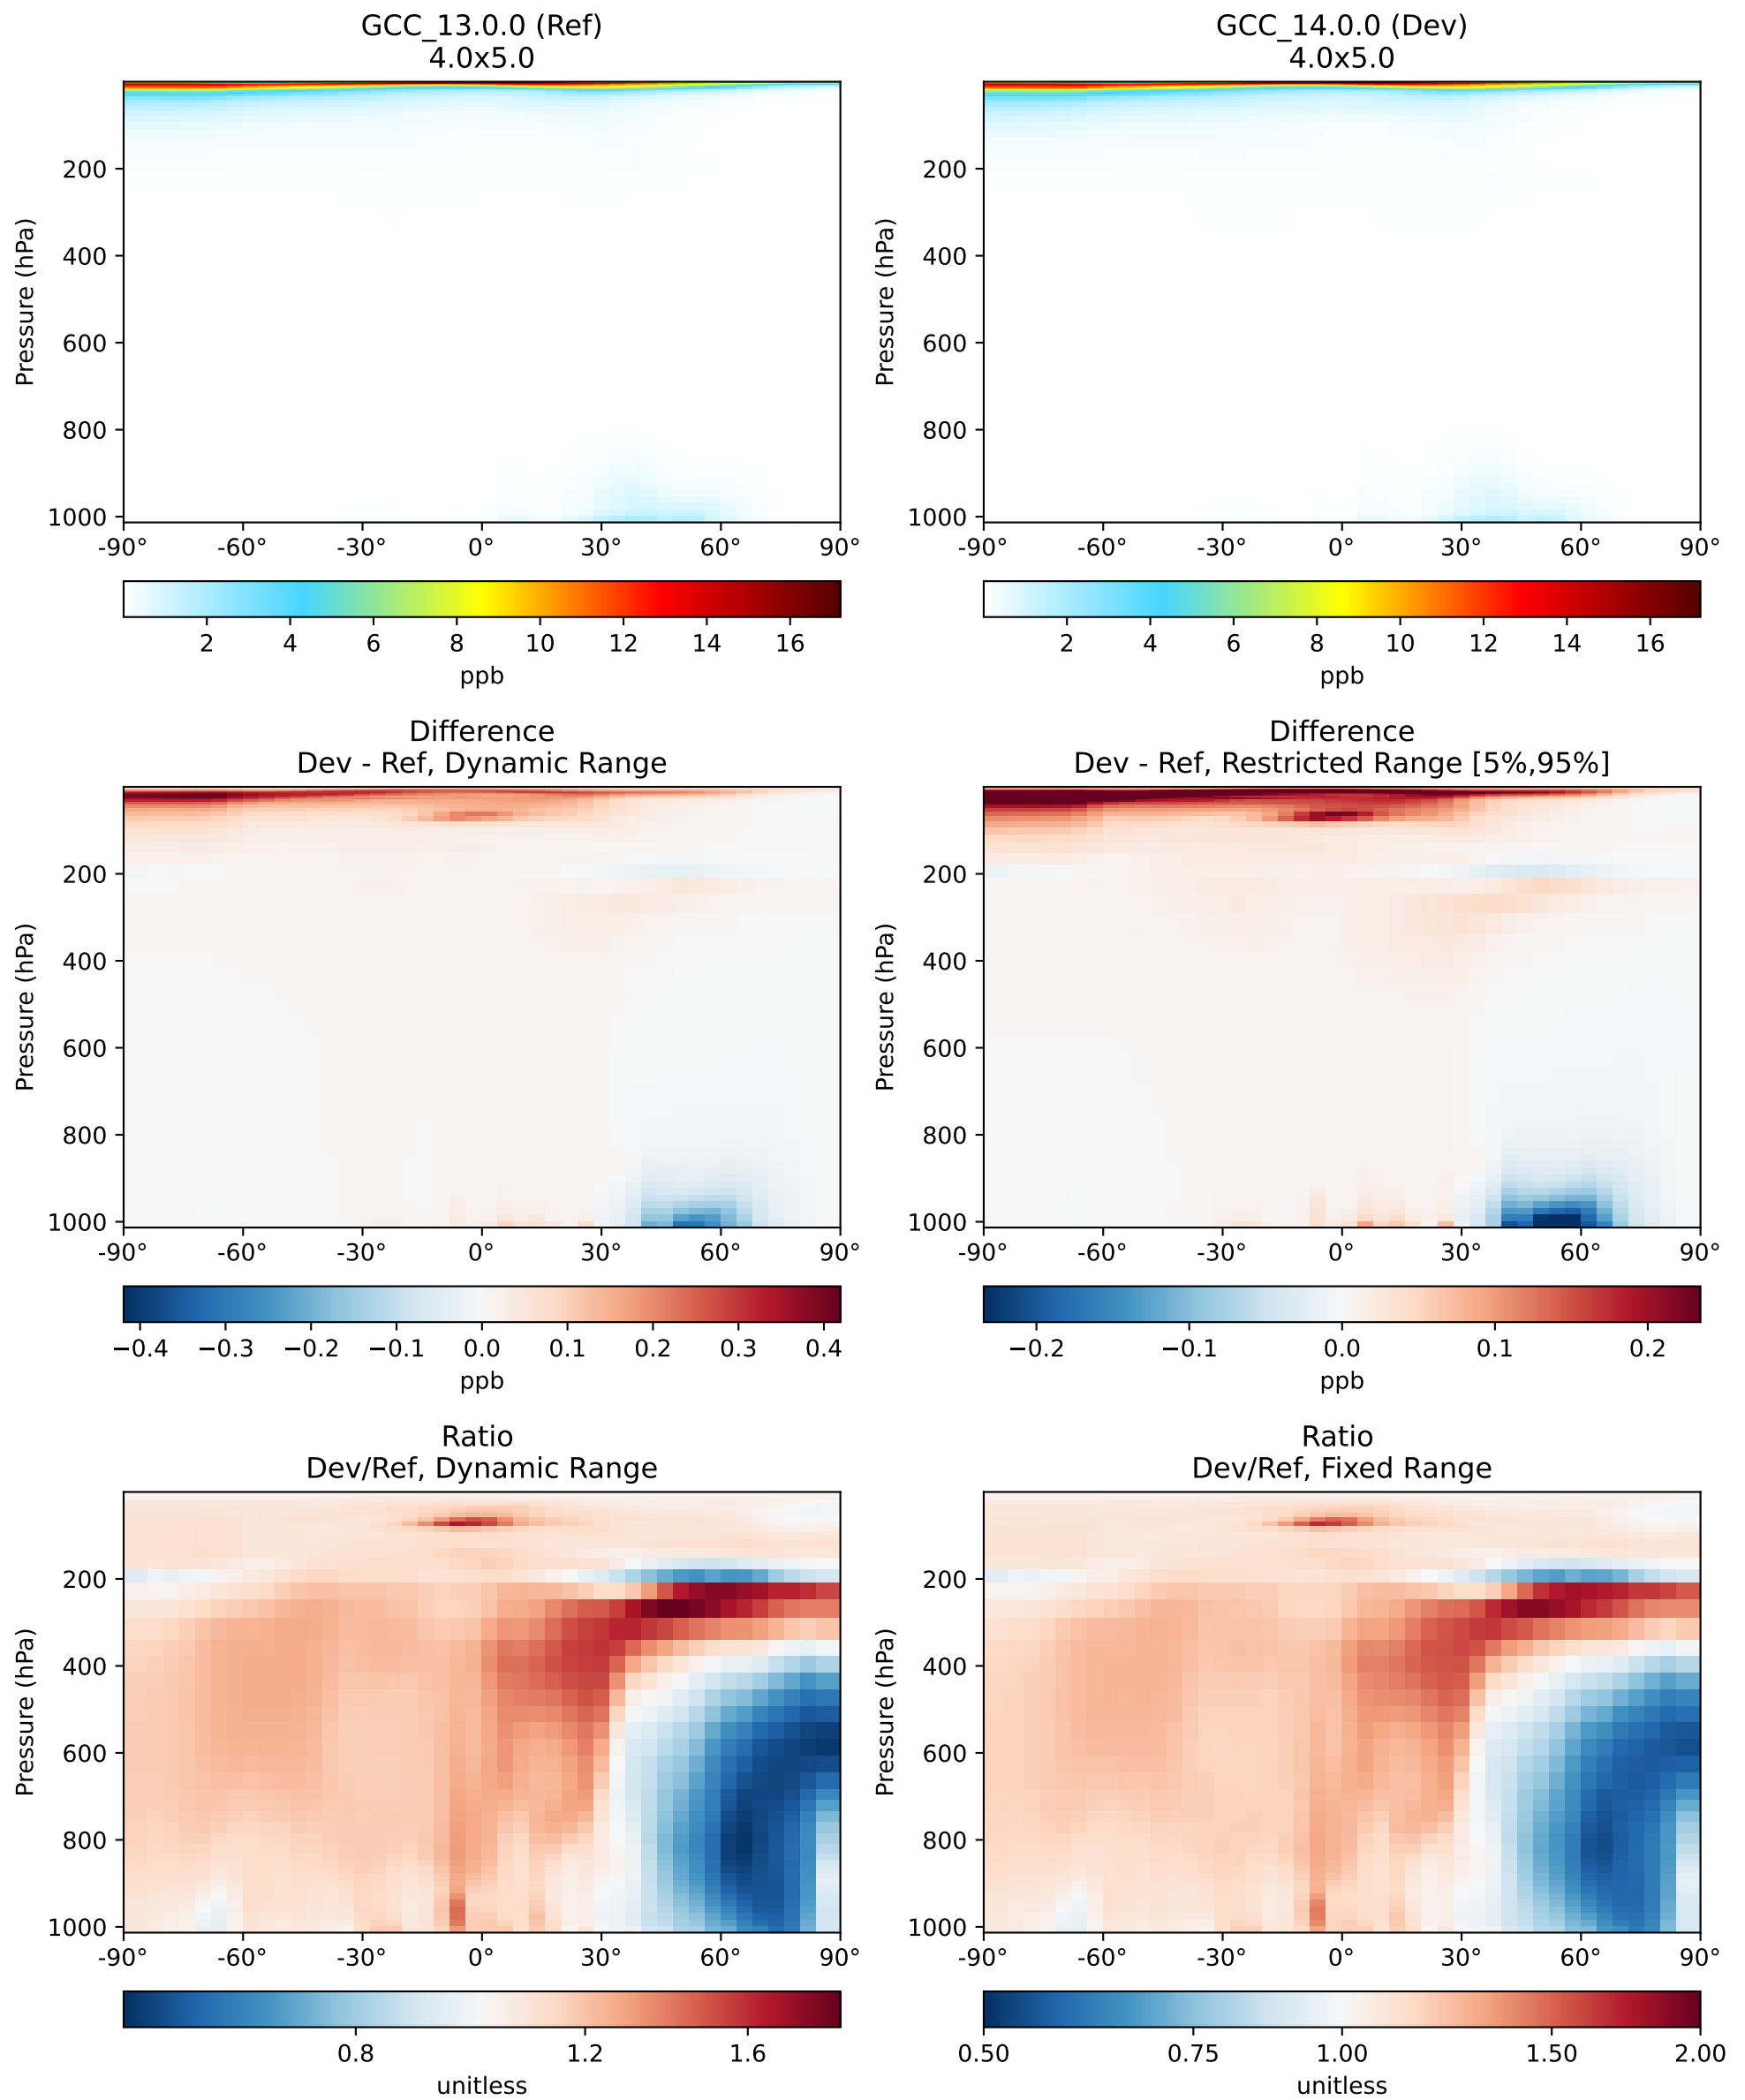 GCC_13.0.0 (Ref)
4.0x5.0
GCC_14.0.0 (Dev)
4.0x5.0
Pressure (hPa)
200
400
600
800
1000
-90° -60° -30° 0° 30° 60° 90°
2 4 6 8 10 12 14 16
ppb
Pressure (hPa)
200
400
600
800
1000
-90° -60° -30° 0° 30° 60° 90°
2 4 6 8 10 12 14 16
ppb
Difference
Dev - Ref, Dynamic Range
Difference
Dev - Ref, Restricted Range [5%,95%]
Pressure (hPa)
200
400
600
800
1000
-90° -60° -30° 0° 30° 60° 90°
−0.4 −0.3 −0.2 −0.1 0.0 0.1 0.2 0.3 0.4
ppb
Pressure (hPa)
200
400
600
800
1000
-90° -60° -30° 0° 30° 60° 90°
−0.2 −0.1 0.0 0.1 0.2
ppb
Ratio
Dev/Ref, Dynamic Range
Ratio
Dev/Ref, Fixed Range
Pressure (hPa)
200
400
600
800
1000
-90° -60° -30° 0° 30° 60° 90°
0.8 1.2 1.6
unitless
Pressure (hPa)
200
400
600
800
1000
-90° -60° -30° 0° 30° 60° 90°
0.50 0.75 1.00 1.50 2.00
unitless